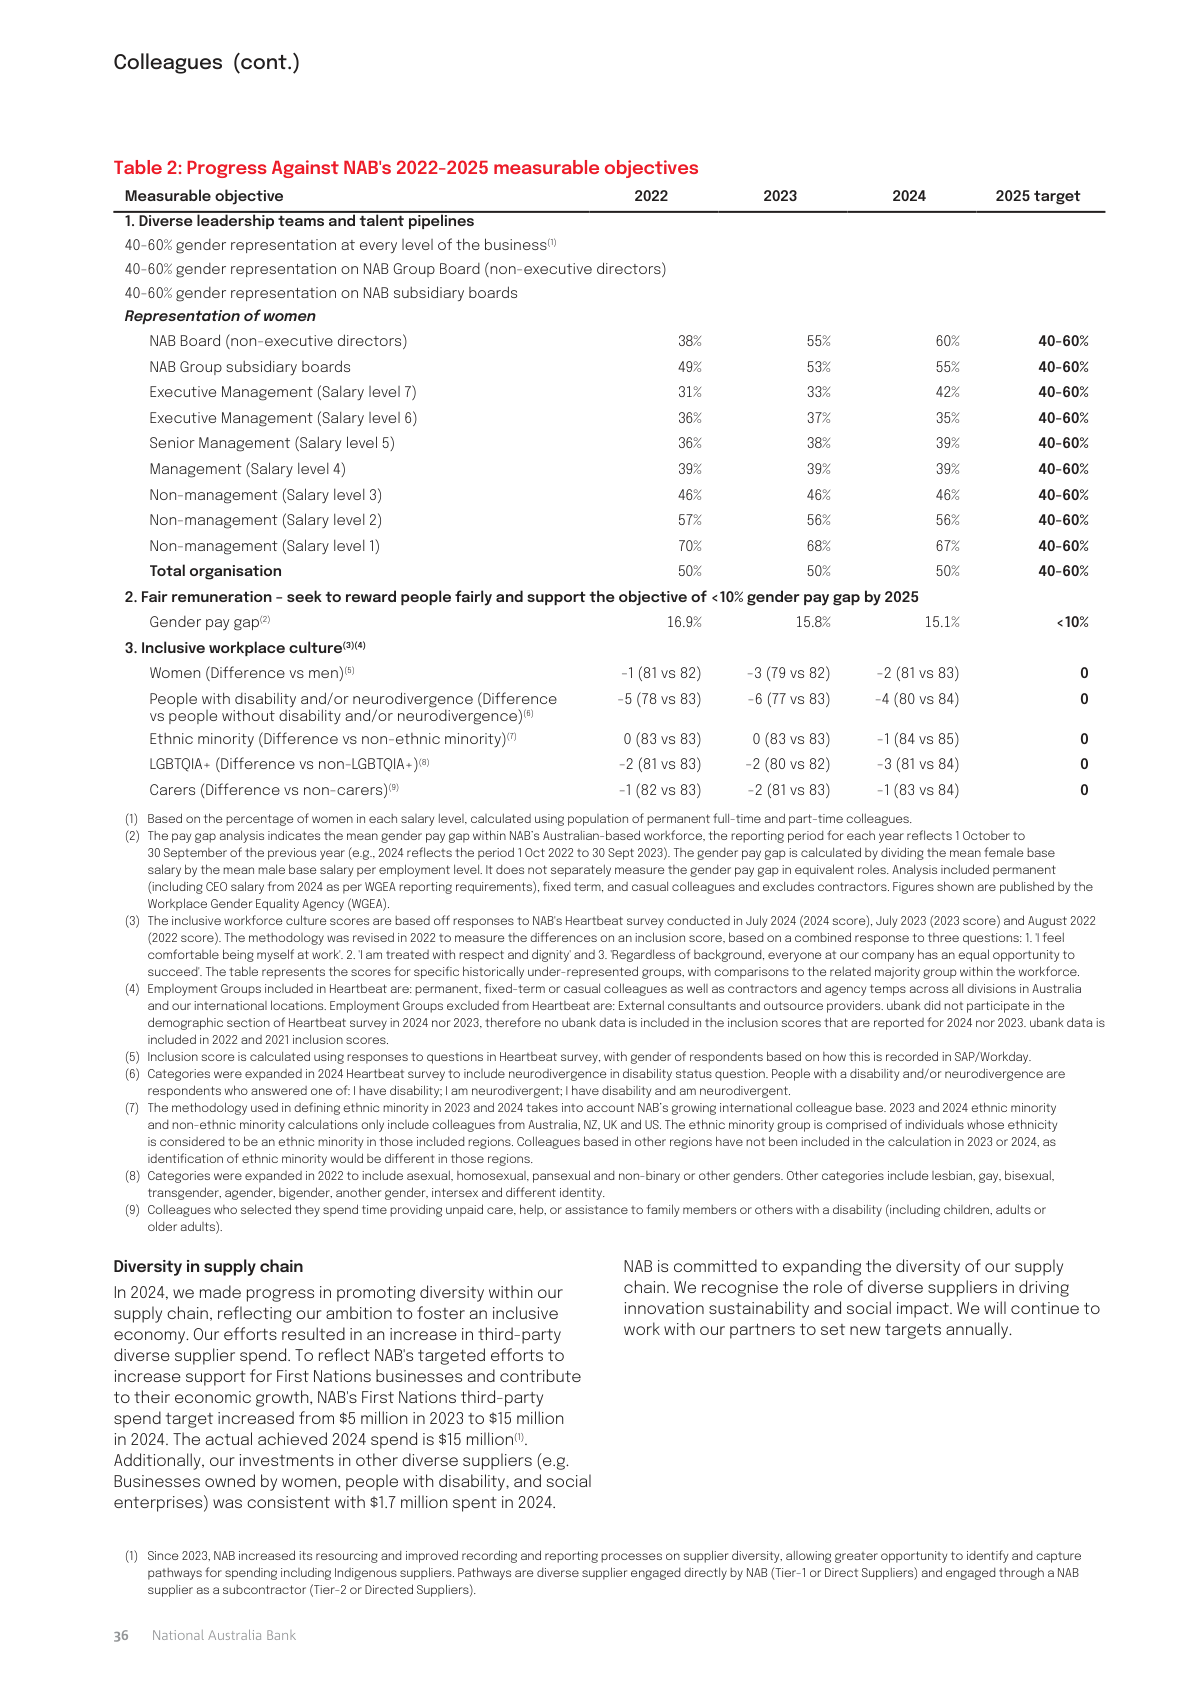 Colleagues (cont.)
Table 2: Progress Against NAB's 2022-2025 measurable objectives
Measurable objective 2022 2023 2024 2025 target
1. Diverse leadership teams and talent pipelines
40-60% gender representation at every level of the business(1)
40-60% gender representation on NAB Group Board (non-executive directors)
40-60% gender representation on NAB subsidiary boards
Representation of women
NAB Board (non-executive directors) 38% 55% 60% 40-60%
NAB Group subsidiary boards 49% 53% 55% 40-60%
Executive Management (Salary level 7) 31% 33% 42% 40-60%
Executive Management (Salary level 6) 36% 37% 35% 40-60%
Senior Management (Salary level 5) 36% 38% 39% 40-60%
Management (Salary level 4) 39% 39% 39% 40-60%
Non-management (Salary level 3) 46% 46% 46% 40-60%
Non-management (Salary level 2) 57% 56% 56% 40-60%
Non-management (Salary level 1) 70% 68% 67% 40-60%
Total organisation 50% 50% 50% 40-60%
2. Fair remuneration – seek to reward people fairly and support the objective of <10% gender pay gap by 2025
Gender pay gap(2) 16.9% 15.8% 15.1% <10%
3. Inclusive workplace culture(3)(4)
Women (Difference vs men)(5) -1 (81 vs 82) -3 (79 vs 82) -2 (81 vs 83) 0
People with disability and/or neurodivergence (Difference
vs people without disability and/or neurodivergence)(6) -5 (78 vs 83) -6 (77 vs 83) -4 (80 vs 84) 0
Ethnic minority (Difference vs non-ethnic minority)(7) 0 (83 vs 83) 0 (83 vs 83) -1 (84 vs 85) 0
LGBTQIA+ (Difference vs non-LGBTQIA+)(8) -2 (81 vs 83) -2 (80 vs 82) -3 (81 vs 84) 0
Carers (Difference vs non-carers)(9) -1 (82 vs 83) -2 (81 vs 83) -1 (83 vs 84) 0
(1) Based on the percentage of women in each salary level, calculated using population of permanent full-time and part-time colleagues.
(2) The pay gap analysis indicates the mean gender pay gap within NAB's Australian-based workforce, the reporting period for each year reflects 1 October to
30 September of the previous year (e.g., 2024 reflects the period 1 Oct 2022 to 30 Sept 2023). The gender pay gap is calculated by dividing the mean female base
salary by the mean male base salary per employment level. It does not separately measure the gender pay gap in equivalent roles. Analysis included permanent
(including CEO salary from 2024 as per WGEA reporting requirements), fixed term, and casual colleagues and excludes contractors. Figures shown are published by the
Workplace Gender Equality Agency (WGEA).
(3) The inclusive workforce culture scores are based off responses to NAB's Heartbeat survey conducted in July 2024 (2024 score), July 2023 (2023 score) and August 2022
(2022 score). The methodology was revised in 2022 to measure the differences on an inclusion score, based on a combined response to three questions: 1. 'I feel
comfortable being myself at work'. 2. 'I am treated with respect and dignity' and 3. 'Regardless of background, everyone at our company has an equal opportunity to
succeed'. The table represents the scores for specific historically under-represented groups, with comparisons to the related majority group within the workforce.
(4) Employment Groups included in Heartbeat are: permanent, fixed-term or casual colleagues as well as contractors and agency temps across all divisions in Australia
and our international locations. Employment Groups excluded from Heartbeat are: External consultants and outsource providers. ubank did not participate in the
demographic section of Heartbeat survey in 2024 nor 2023, therefore no ubank data is included in the inclusion scores that are reported for 2024 nor 2023. ubank data is
included in 2022 and 2021 inclusion scores.
(5) Inclusion score is calculated using responses to questions in Heartbeat survey, with gender of respondents based on how this is recorded in SAP/Workday.
(6) Categories were expanded in 2024 Heartbeat survey to include neurodivergence in disability status question. People with a disability and/or neurodivergence are
respondents who answered one of: I have disability; I am neurodivergent; I have disability and am neurodivergent.
(7) The methodology used in defining ethnic minority in 2023 and 2024 takes into account NAB's growing international colleague base. 2023 and 2024 ethnic minority
and non-ethnic minority calculations only include colleagues from Australia, NZ, UK and US. The ethnic minority group is comprised of individuals whose ethnicity
is considered to be an ethnic minority in those included regions. Colleagues based in other regions have not been included in the calculation in 2023 or 2024, as
identification of ethnic minority would be different in those regions.
(8) Categories were expanded in 2022 to include asexual, homosexual, pansexual and non-binary or other genders. Other categories include lesbian, gay, bisexual,
transgender, agender, bigender, another gender, intersex and different identity.
(9) Colleagues who selected they spend time providing unpaid care, help, or assistance to family members or others with a disability (including children, adults or
older adults).
Diversity in supply chain
In 2024, we made progress in promoting diversity within our
supply chain, reflecting our ambition to foster an inclusive
economy. Our efforts resulted in an increase in third-party
diverse supplier spend. To reflect NAB's targeted efforts to
increase support for First Nations businesses and contribute
to their economic growth, NAB's First Nations third-party
spend target increased from $5 million in 2023 to $15 million
in 2024. The actual achieved 2024 spend is $15 million(1).
Additionally, our investments in other diverse suppliers (e.g.
Businesses owned by women, people with disability, and social
enterprises) was consistent with $1.7 million spent in 2024.
NAB is committed to expanding the diversity of our supply
chain. We recognise the role of diverse suppliers in driving
innovation sustainability and social impact. We will continue to
work with our partners to set new targets annually.
(1) Since 2023, NAB increased its resourcing and improved recording and reporting processes on supplier diversity, allowing greater opportunity to identify and capture
pathways for spending including Indigenous suppliers. Pathways are diverse supplier engaged directly by NAB (Tier-1 or Direct Suppliers) and engaged through a NAB
supplier as a subcontractor (Tier-2 or Directed Suppliers).
36 National Australia Bank